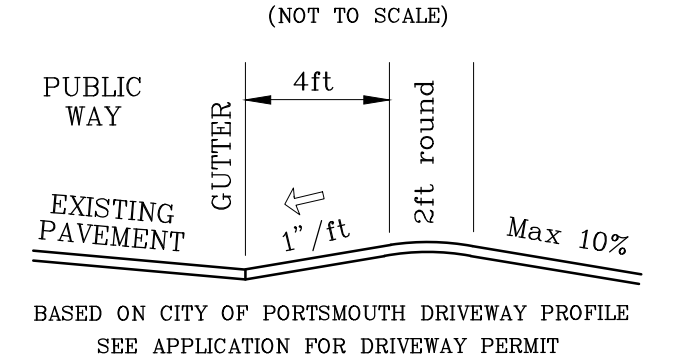 (NOT TO SCALE)
PUBLIC
WAY
GUTTER
4ft
2ft round
EXISTING
PAVEMENT
1"/ft
Max 10%
BASED ON CITY OF PORTSMOUTH DRIVEWAY PROFILE
SEE APPLICATION FOR DRIVEWAY PERMIT